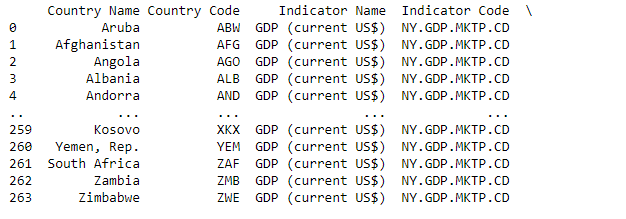 Country Name Country Code Indicator Name Indicator Code \
0 Aruba ABW GDP (current US$) NY.GDP.MKTP.CD
1 Afghanistan AFG GDP (current US$) NY.GDP.MKTP.CD
2 Angola AGO GDP (current US$) NY.GDP.MKTP.CD
3 Albania ALB GDP (current US$) NY.GDP.MKTP.CD
4 Andorra AND GDP (current US$) NY.GDP.MKTP.CD
.. ... ... ... ...
259 Kosovo XKX GDP (current US$) NY.GDP.MKTP.CD
260 Yemen, Rep. YEM GDP (current US$) NY.GDP.MKTP.CD
261 South Africa ZAF GDP (current US$) NY.GDP.MKTP.CD
262 Zambia ZMB GDP (current US$) NY.GDP.MKTP.CD
263 Zimbabwe ZWE GDP (current US$) NY.GDP.MKTP.CD